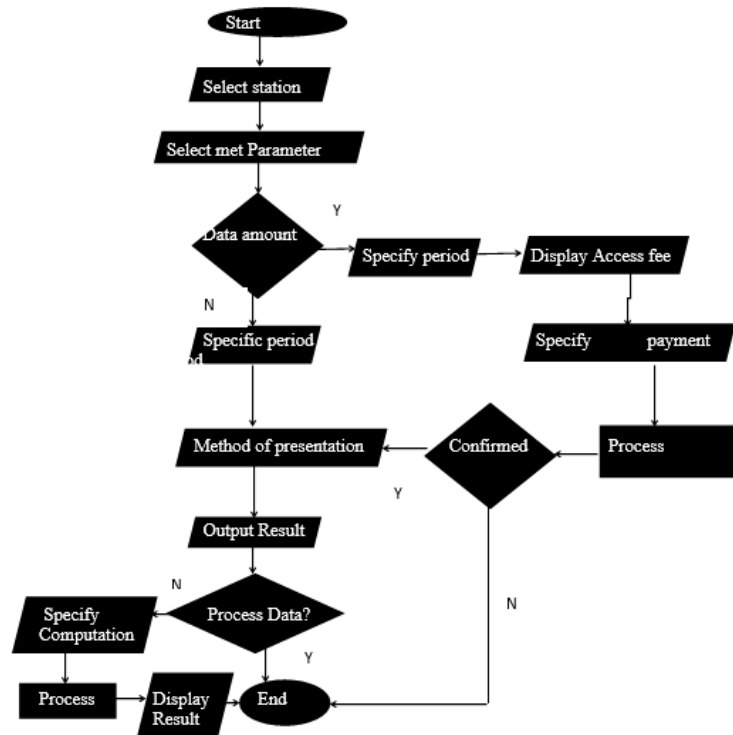 Start
Select station
Select met Parameter
Y
Data amount
Specify period
Display Access fee
N
Specific period
od
Specify payment
Method of presentation
Confirmed
Process
Y
Output Result
N
Process Data?
N
Specify
Computation
Y
Process
Display
Result
End